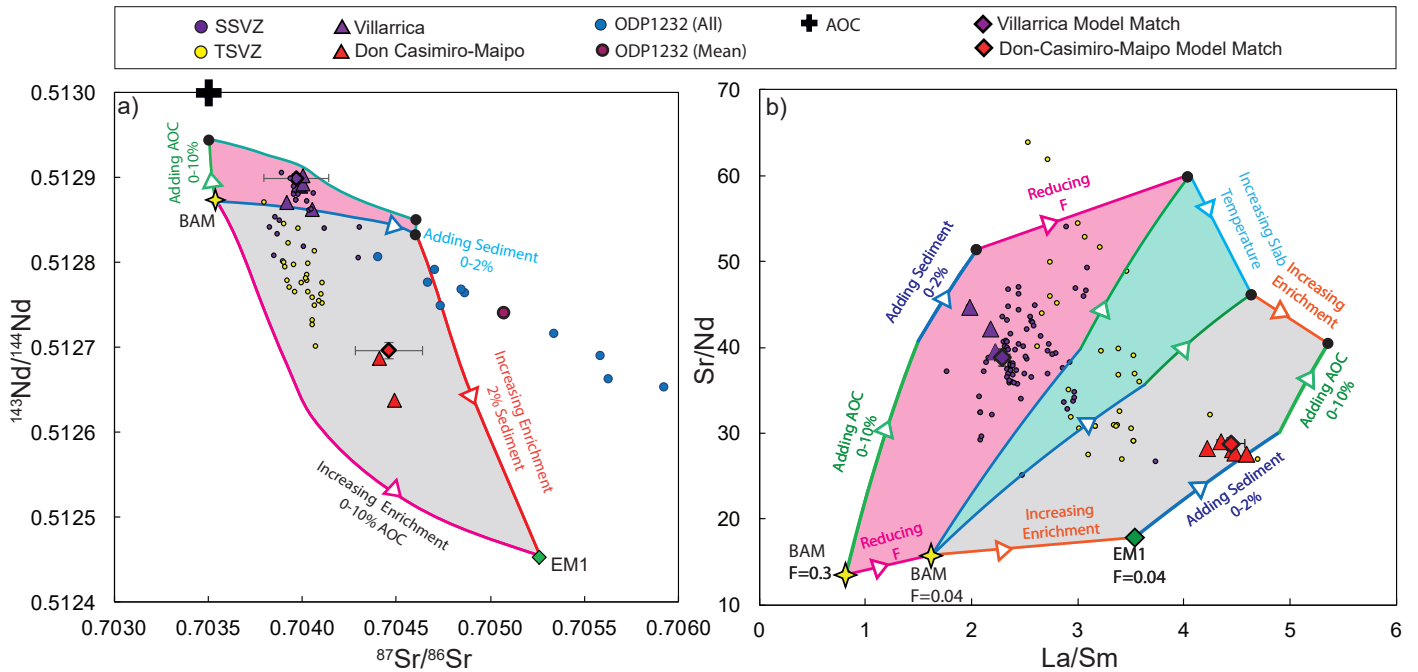 SSVZ
Villarrica
ODP1232 (All)
AOC
Villarrica Model Match
TSVZ
Don Casimiro-Maipo
ODP1232 (Mean)
Don-Casimiro-Maipo Model Match
a)
0.5130
0.5129
0.5128
0.5127
0.5126
0.5125
0.5124
143Nd/144Nd
0.7030
0.7035
0.7040
0.7045
0.7050
0.7055
0.7060
87Sr/86Sr
Adding AOC
0-10%
BAM
Adding Sediment
0-2%
Increasing Enrichment
2% Sediment
Increasing Enrichment
0-10% AOC
EM1
b)
70
60
50
40
30
20
10
Sr/Nd
0
1
2
3
4
5
6
La/Sm
Reducing
F
Adding Sediment
0-2%
Increasing Slab
Temperature
Increasing
Enrichment
Adding AOC
0-10%
Adding AOC
0-10%
Adding Sediment
0-2%
Reducing
F
Increasing
Enrichment
BAM
F=0.3
BAM
F=0.04
EM1
F=0.04